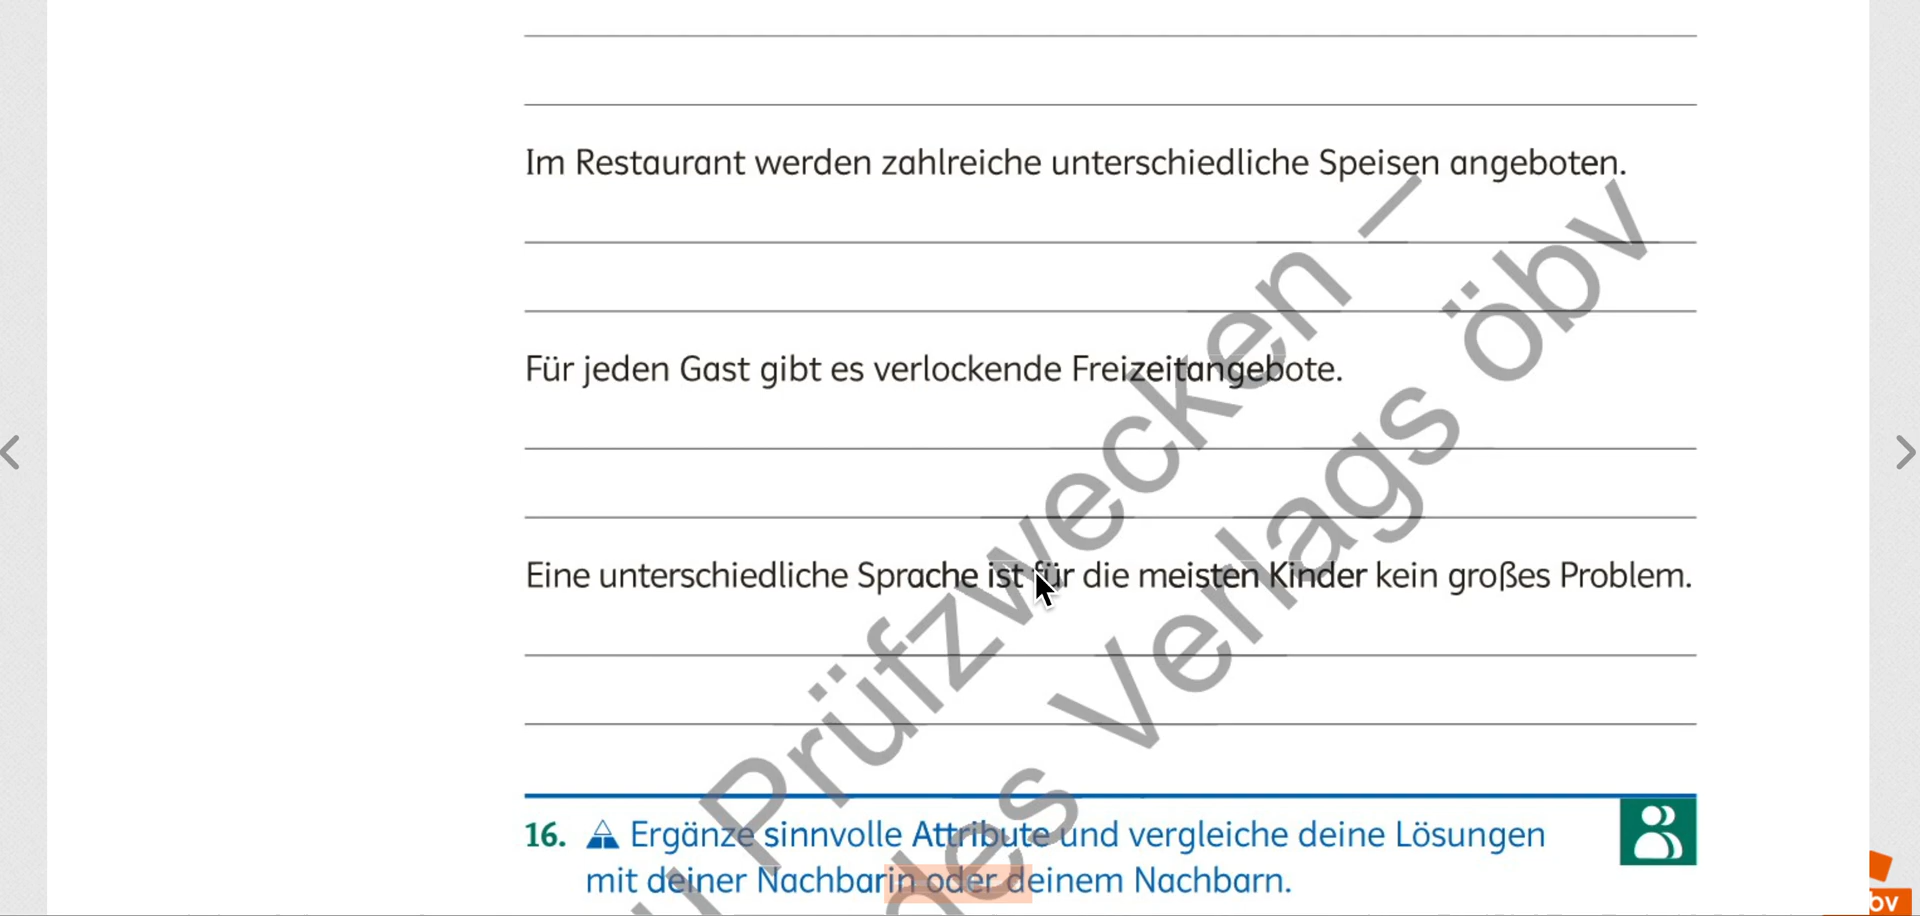 Im Restaurant werden zahlreiche unterschiedliche Speisen angeboten.
Für jeden Gast gibt es verlockende Freizeitangebote.
Eine unterschiedliche Sprache ist für die meisten Kinder kein großes Problem.
16. Ergänze sinnvolle Attribute und vergleiche deine Lösungen
mit deiner Nachbarin oder deinem Nachbarn.
Prüfzwecken –
des Verlags öbv
bv